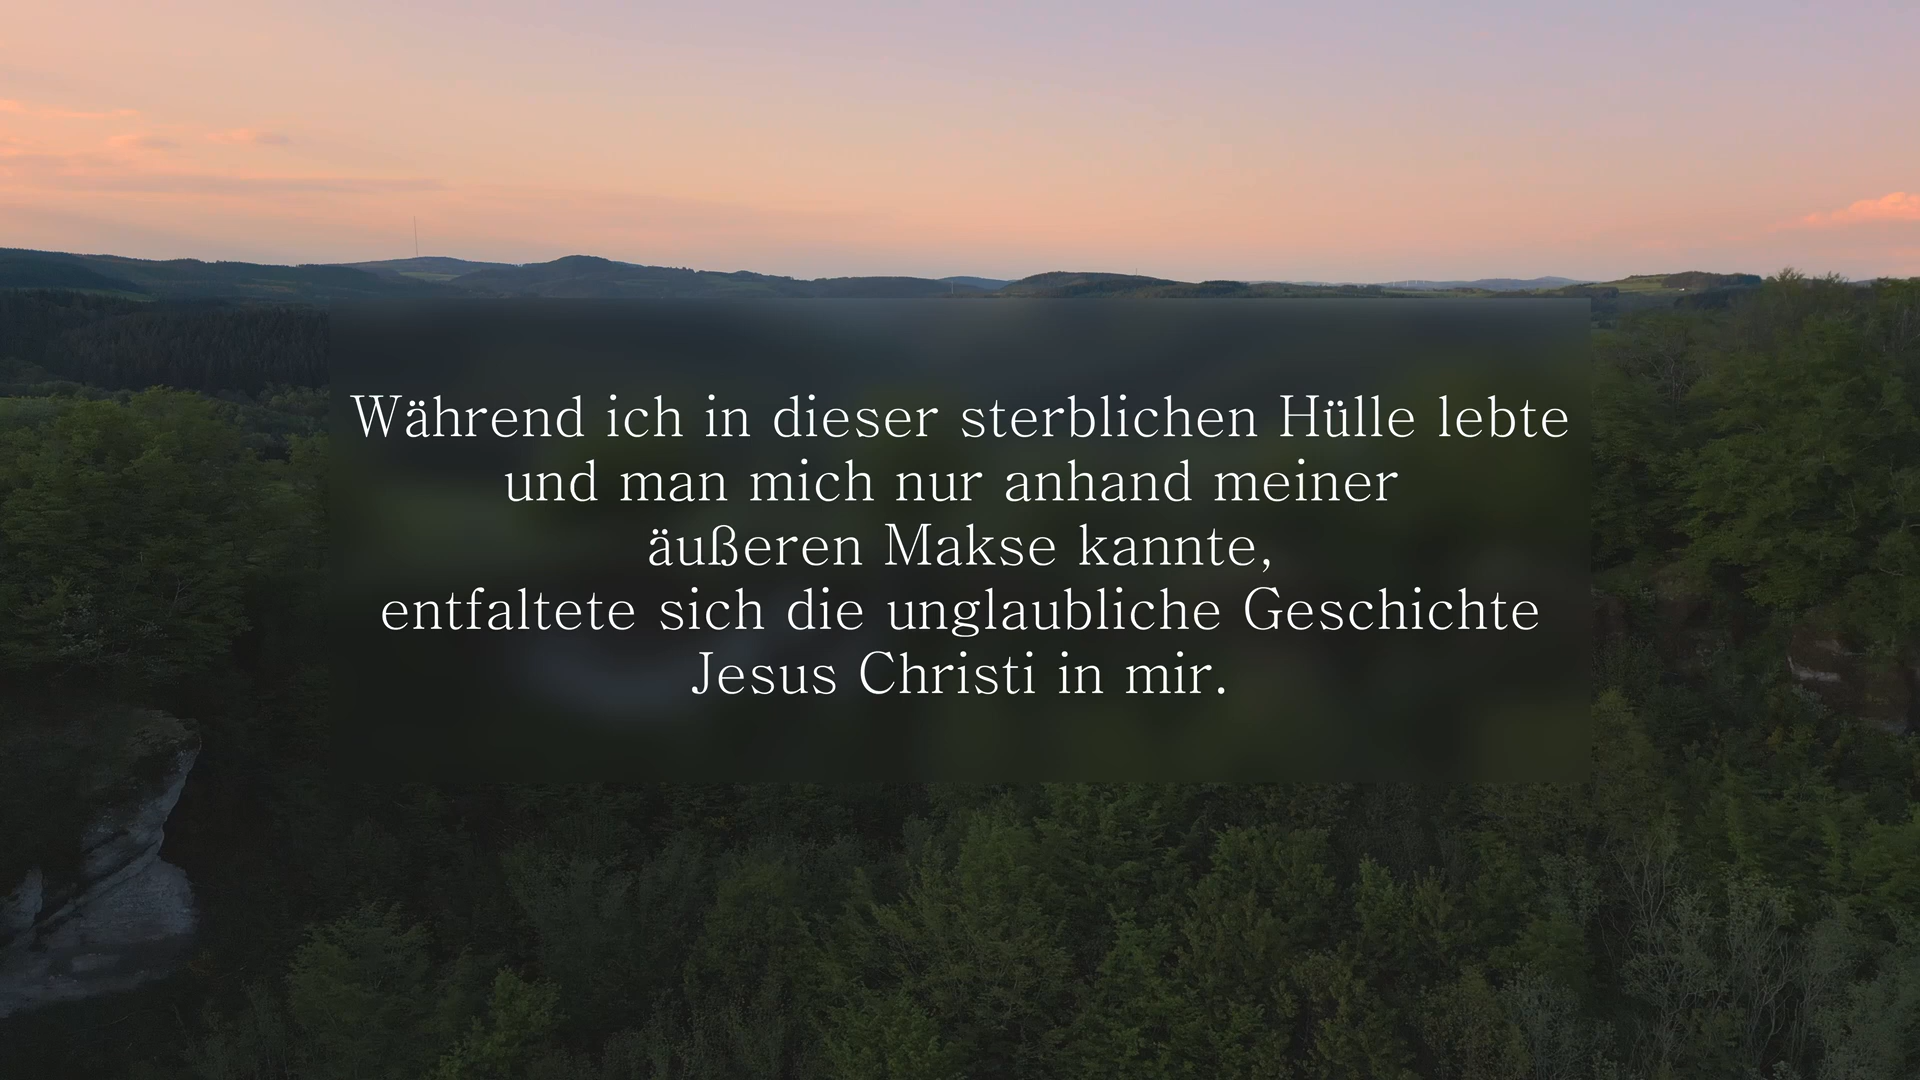 Während ich in dieser sterblichen Hülle lebte
und man mich nur anhand meiner
äußeren Makse kannte,
entfaltete sich die unglaubliche Geschichte
Jesus Christi in mir.